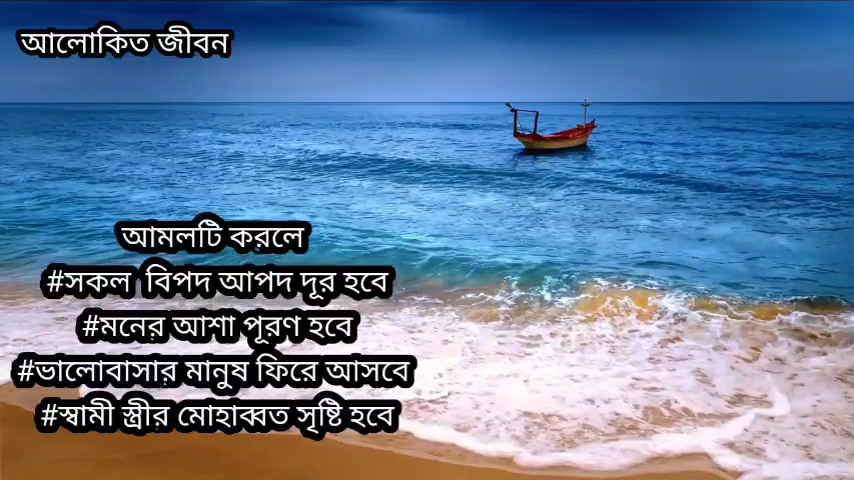 আলোকিত জীবন
আমলটি করলে
#সকল বিপদ আপদ দূর হবে
#মনের আশা পূরণ হবে
#ভালোবাসার মানুষ ফিরে আসবে
#স্বামী স্ত্রীর মোহাব্বত সৃষ্টি হবে